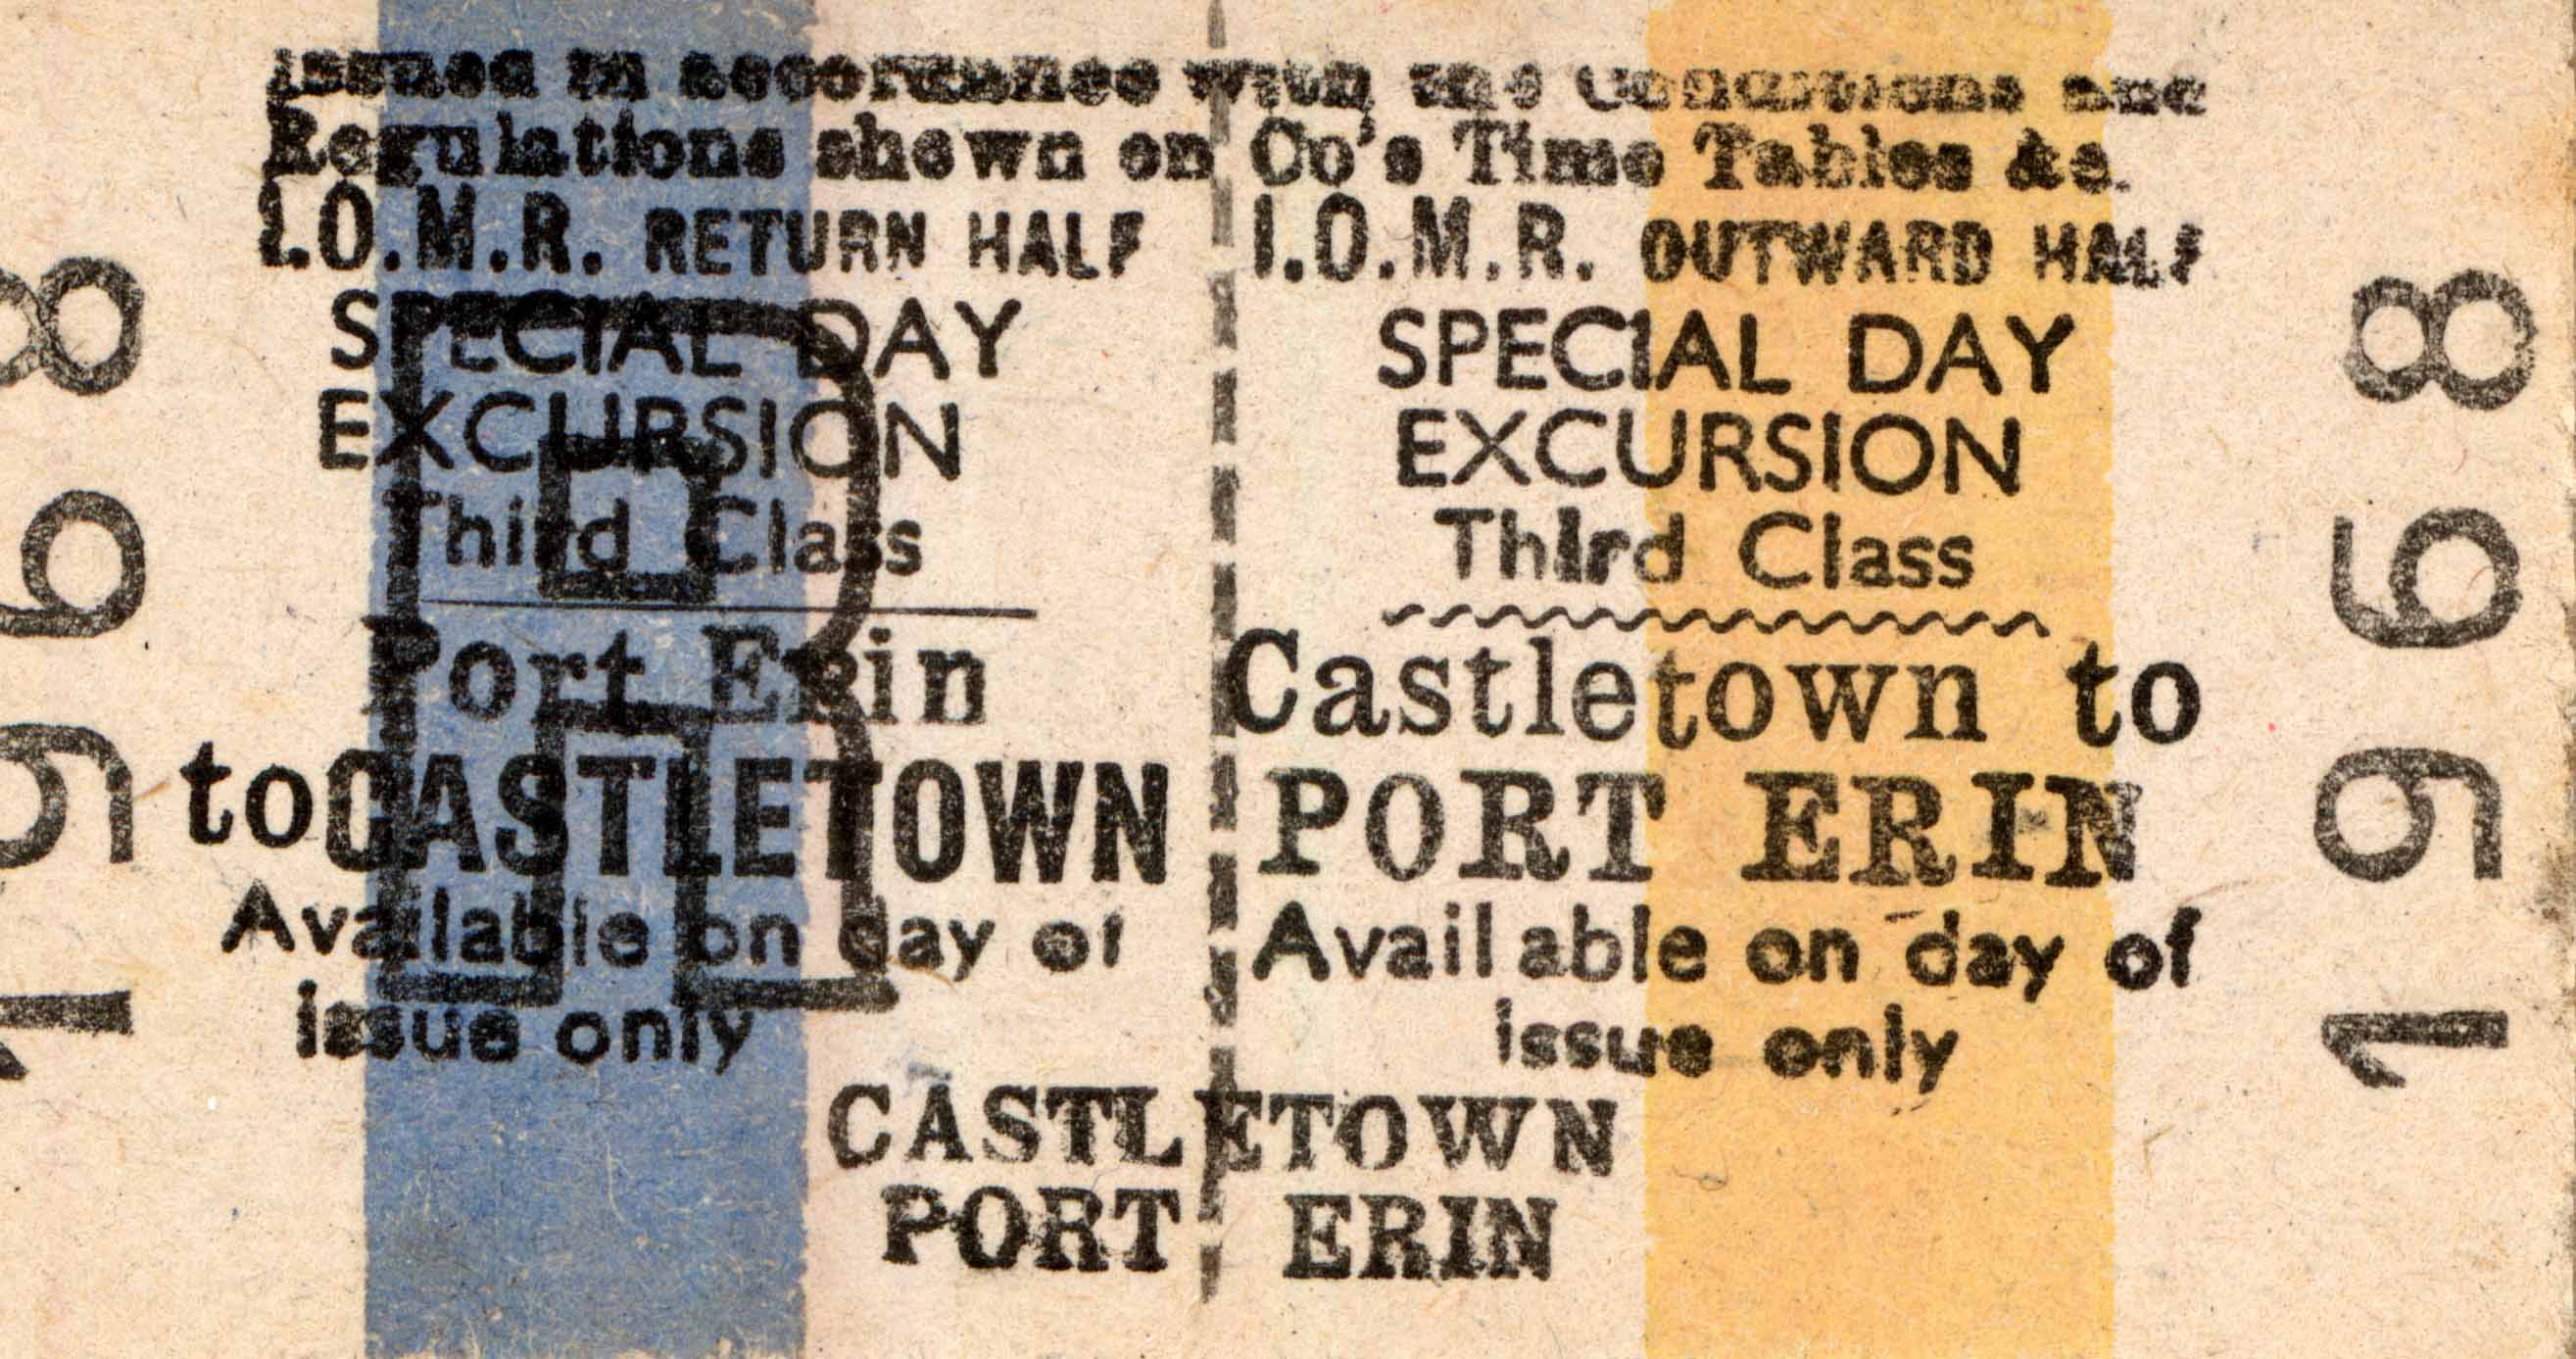 Issued in accordance with the Conditions and
Regulations shewn on Co's Time Tables &c.
I.O.M.R. RETURN HALF
SPECIAL DAY
EXCURSION
Third Class
Port Erin
to CASTLETOWN
Available on day of
issue only
R
1968
I.O.M.R. OUTWARD HALF
SPECIAL DAY
EXCURSION
Third Class
Castletown to
PORT ERIN
Available on day of
issue only
1968
CASTLETOWN
PORT ERIN